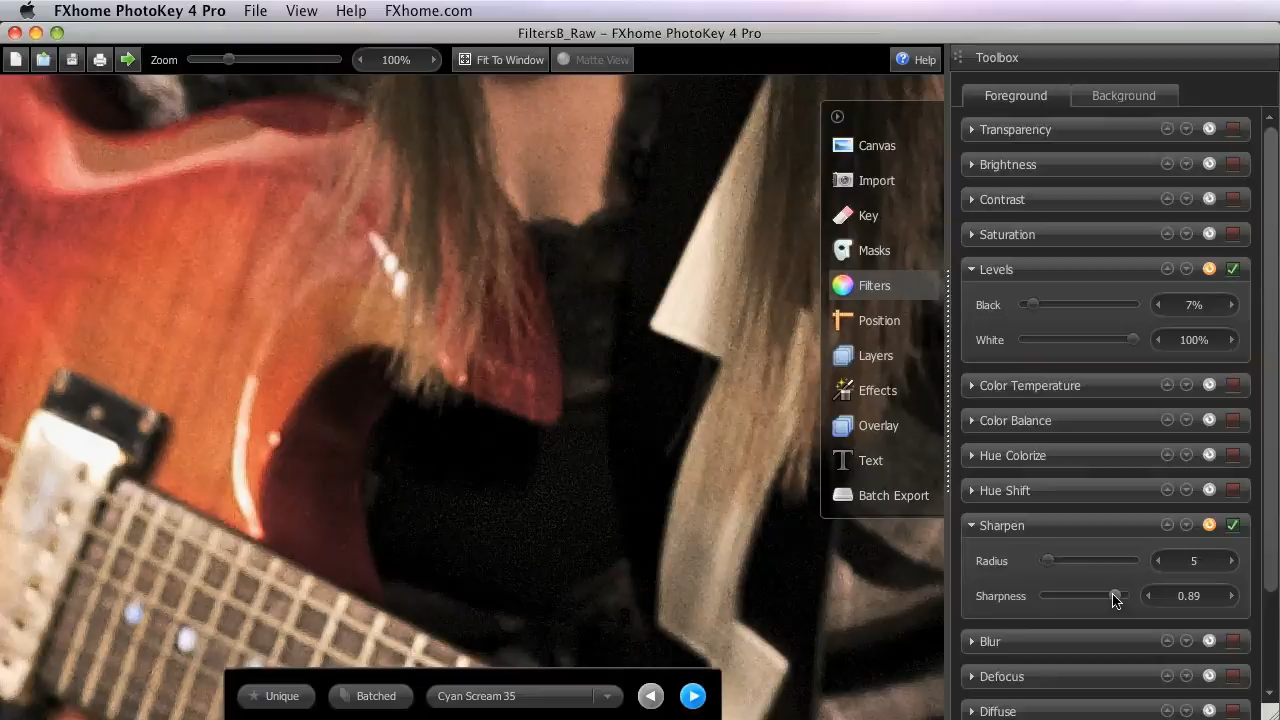 FXhome PhotoKey 4 Pro File View Help FXhome.com
FiltersB_Raw – FXhome PhotoKey 4 Pro
Zoom 100% Fit To Window Matte View Help
Toolbox
Foreground Background
Transparency
Brightness
Contrast
Saturation
Levels
Black 7%
White 100%
Color Temperature
Color Balance
Hue Colorize
Hue Shift
Sharpen
Radius 5
Sharpness 0.89
Blur
Defocus
Diffuse
Canvas
Import
Key
Masks
Filters
Position
Layers
Effects
Overlay
Text
Batch Export
Unique Batched Cyan Scream 35